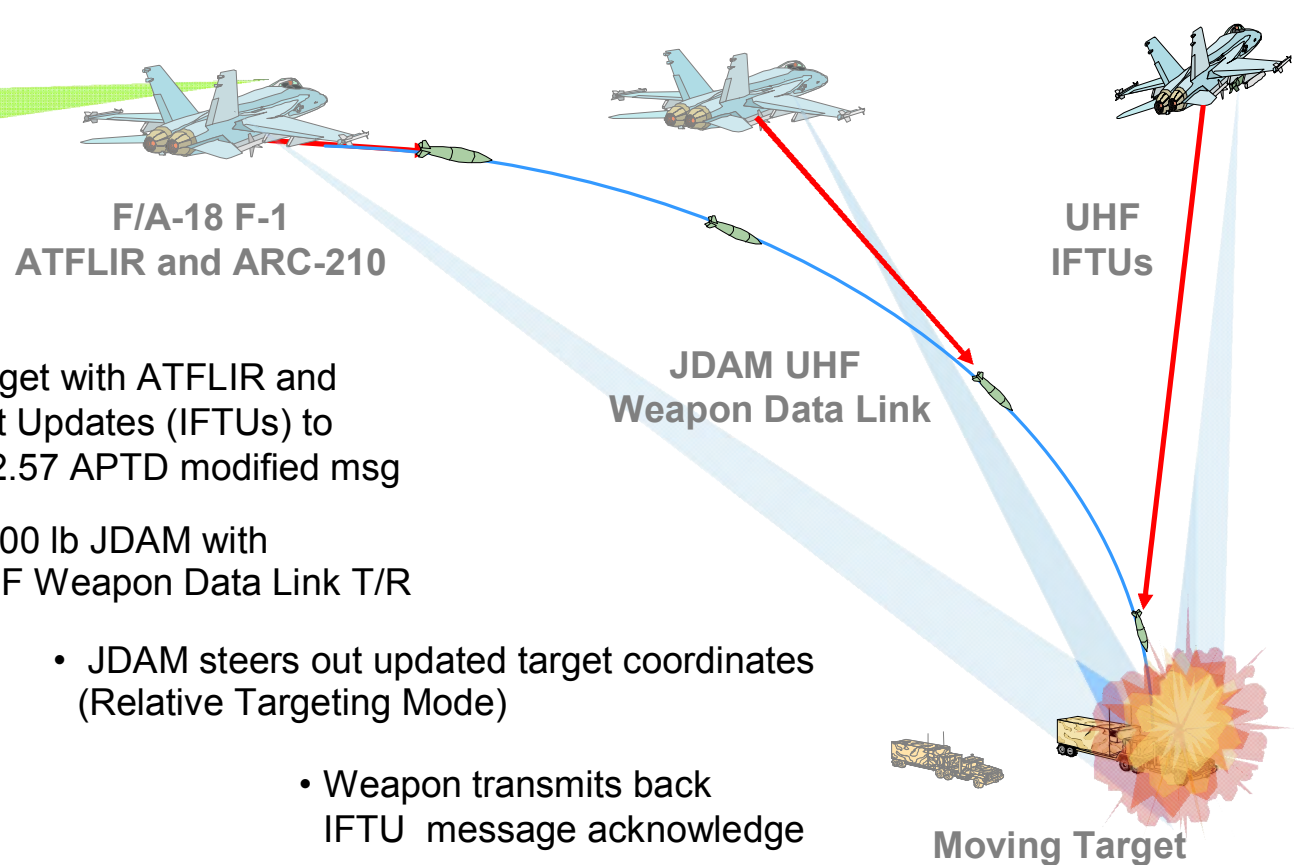 F/A-18 F-1
ATFLIR and ARC-210
UHF
IFTUs
JDAM UHF
Weapon Data Link
get with ATFLIR and
t Updates (IFTUs) to
2.57 APTD modified msg
00 lb JDAM with
F Weapon Data Link T/R
• JDAM steers out updated target coordinates
(Relative Targeting Mode)
• Weapon transmits back
IFTU message acknowledge
Moving Target